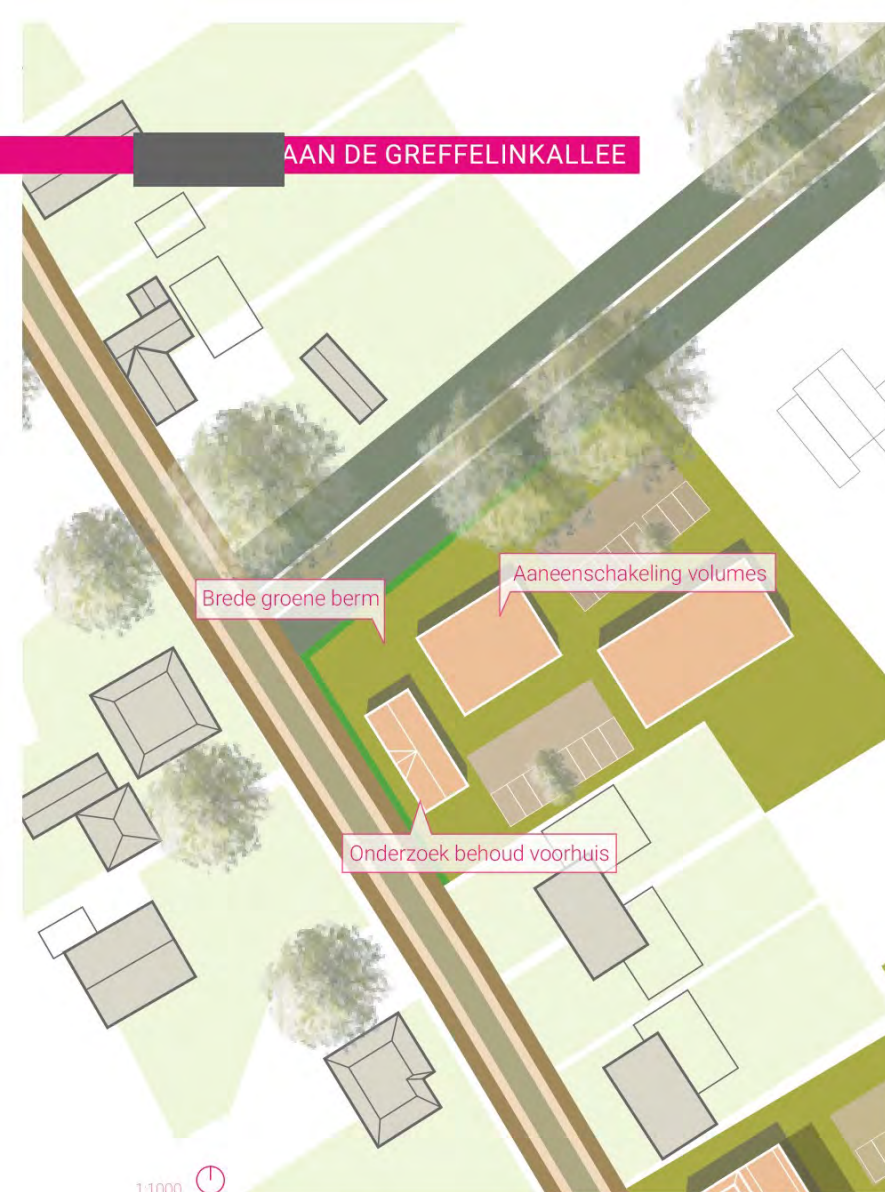 AAN DE GREFFELINKALLEE
Brede groene berm
Aaneenschakeling volumes
Onderzoek behoud voorhuis
1:1000